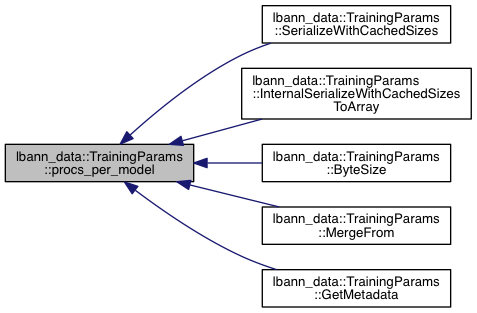 lbann_data::TrainingParams
::SerializeWithCachedSizes
lbann_data::TrainingParams
::InternalSerializeWithCachedSizes
ToArray
lbann_data::TrainingParams
::procs_per_model
lbann_data::TrainingParams
::ByteSize
lbann_data::TrainingParams
::MergeFrom
lbann_data::TrainingParams
::GetMetadata